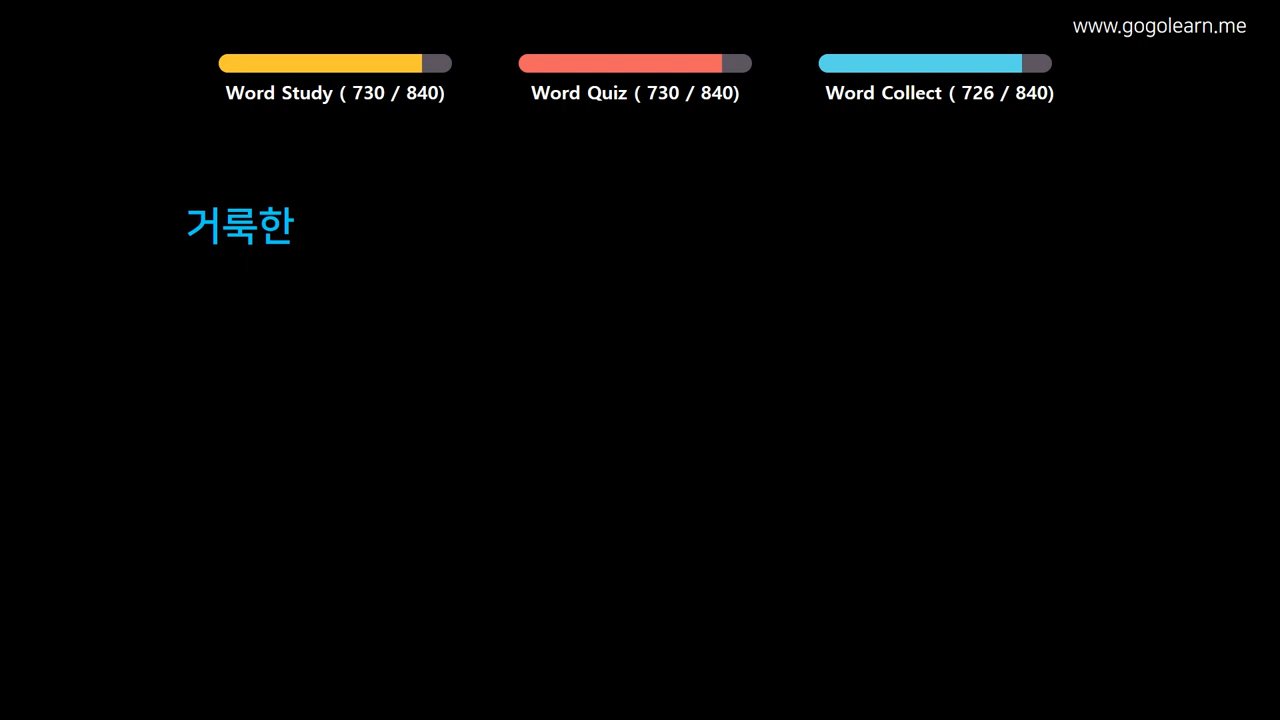 www.gogolearn.me
Word Study ( 730 / 840)
Word Quiz ( 730 / 840)
Word Collect ( 726 / 840)
거룩한